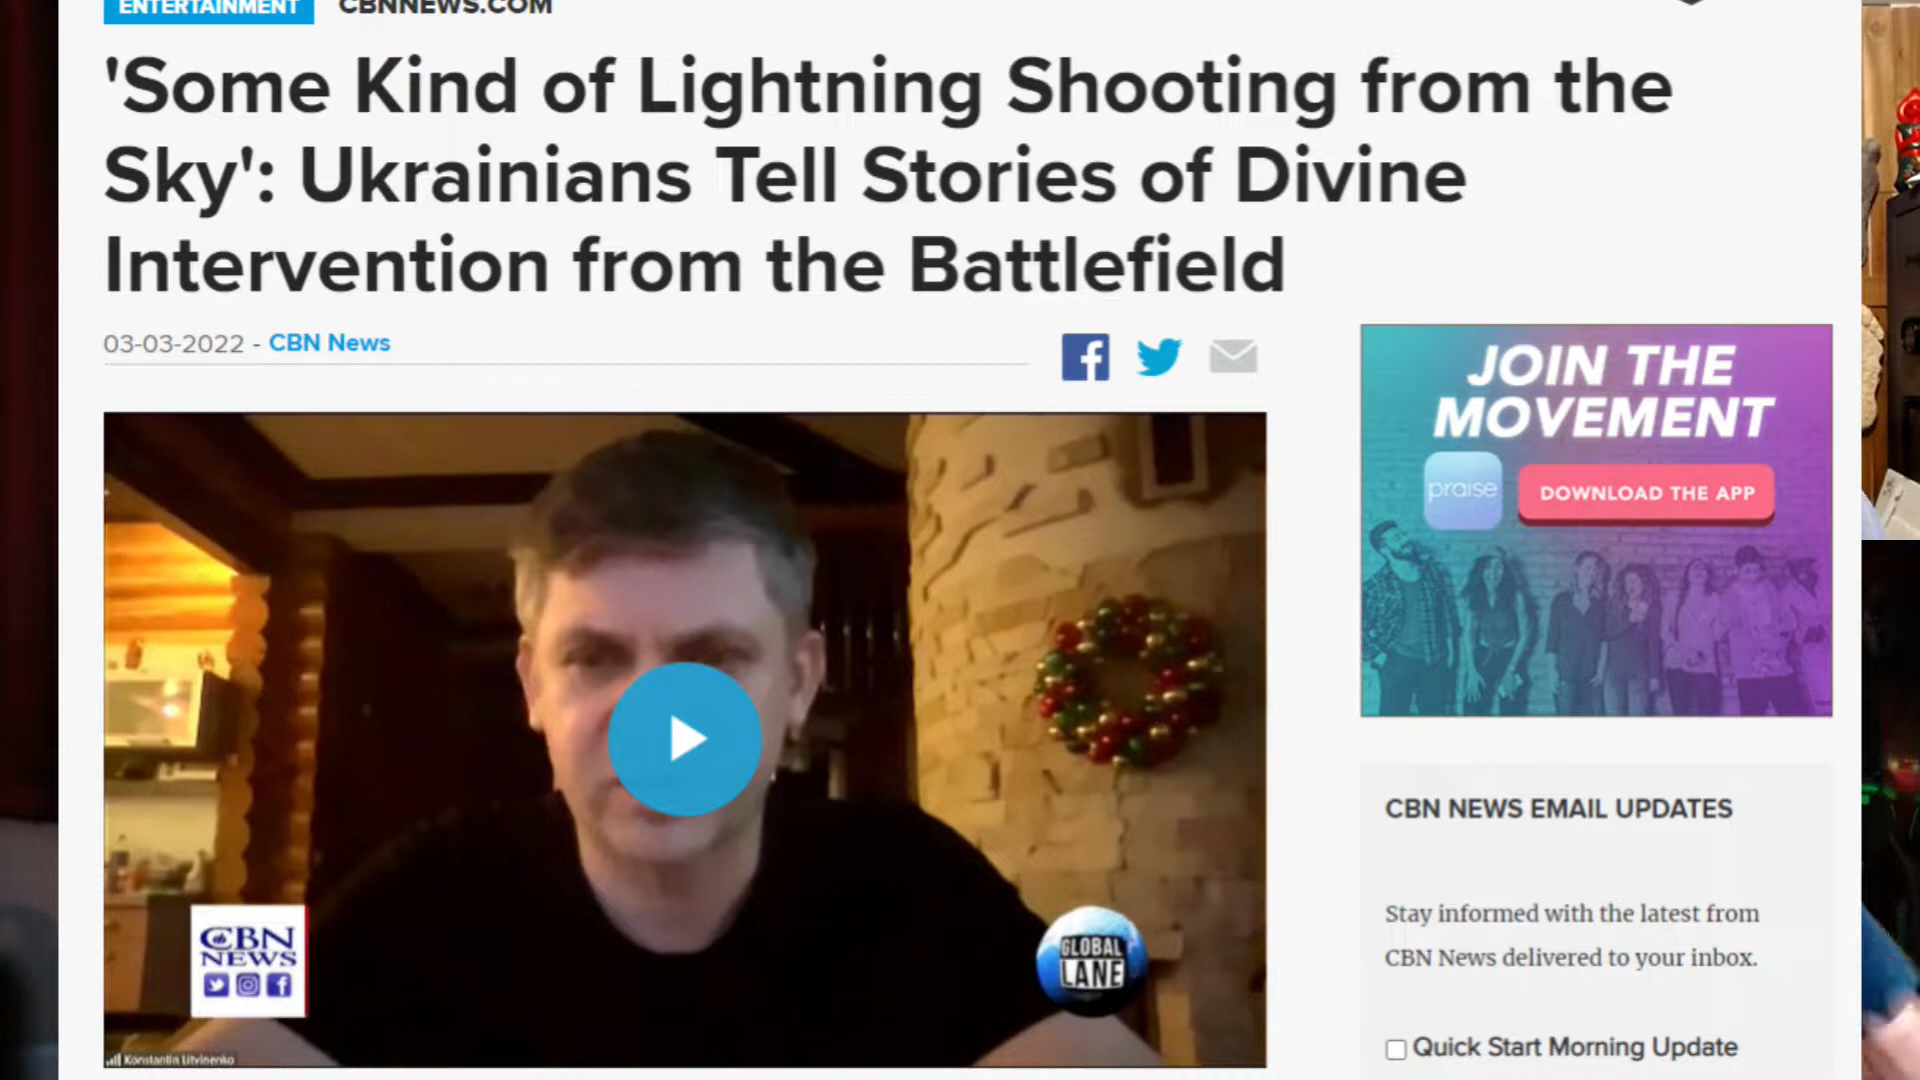 ENTERTAINMENT CBNNEWS.COM
'Some Kind of Lightning Shooting from the
Sky': Ukrainians Tell Stories of Divine
Intervention from the Battlefield
03-03-2022 - CBN News
JOIN THE
MOVEMENT
praise
DOWNLOAD THE APP
CBN
NEWS
GLOBAL
LANE
Konstantin Litvinenko
CBN NEWS EMAIL UPDATES
Stay informed with the latest from
CBN News delivered to your inbox.
Quick Start Morning Update